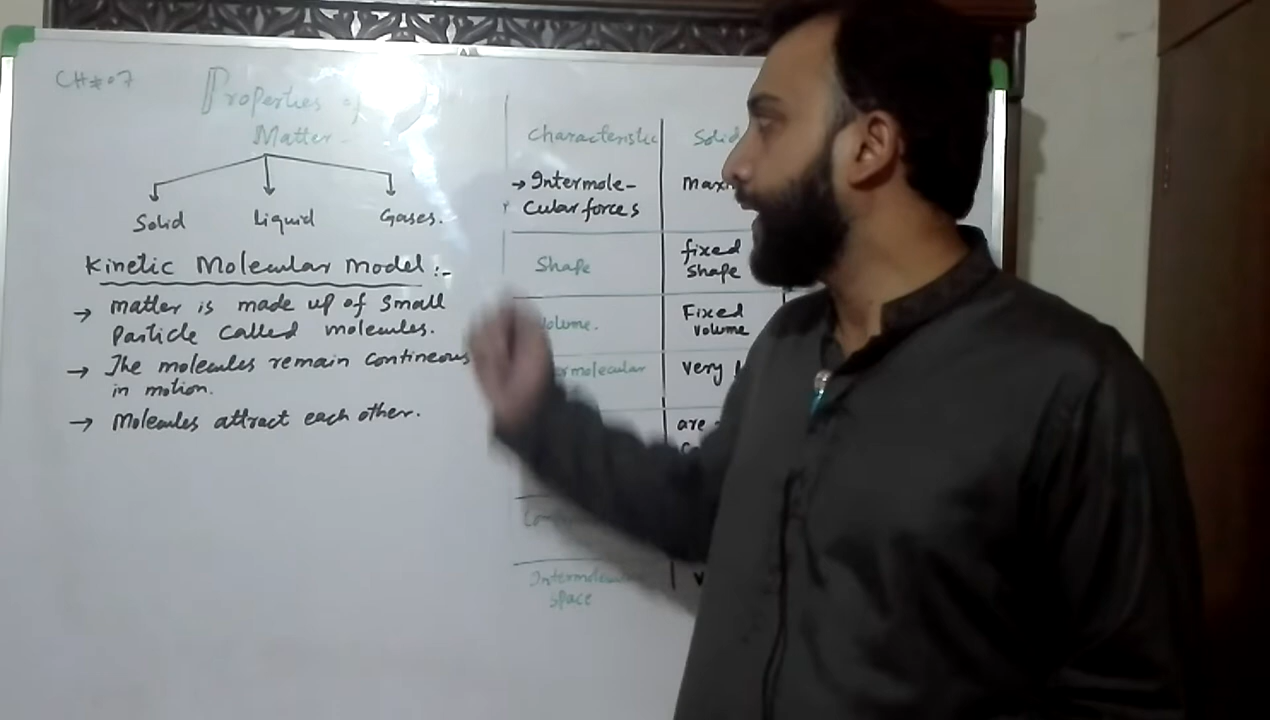 CH#07
Properties of
Matter
Solid Liquid Gases.
Kinetic Molecular Model :-
→ matter is made up of small
Particle called molecules.
→ The molecules remain contineous
in motion.
→ Molecules attract each other.
Characteristic Solid
→ Intermole-
cular forces
Shape
fixed
shape
Volume.
Fixed
volume
very
are
Intermolecular
space